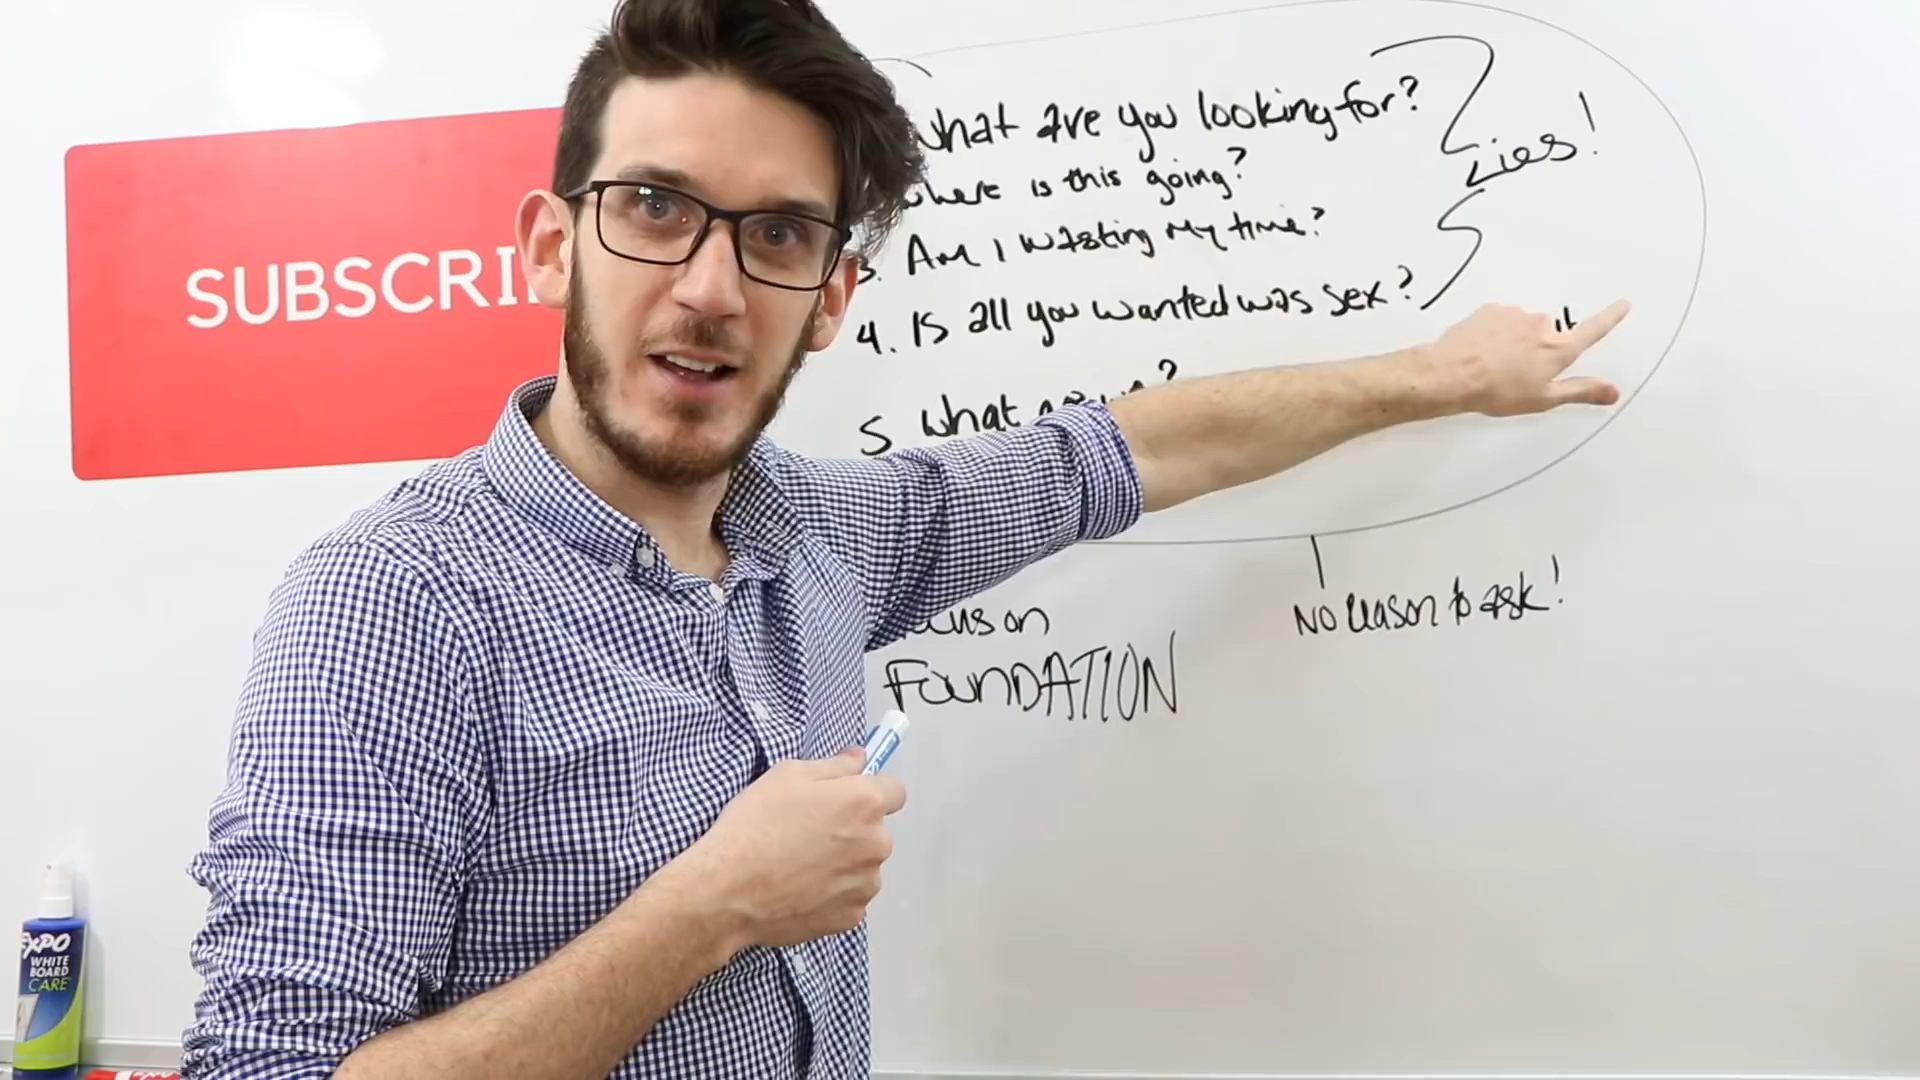 SUBSCRI
What are you looking for?
Where is this going?
3. Am I wasting my time?
4. Is all you wanted was sex?
5 What
Lies!
focus on
FOUNDATION
No reason to ask!
EXPO
WHITE
BOARD
CARE